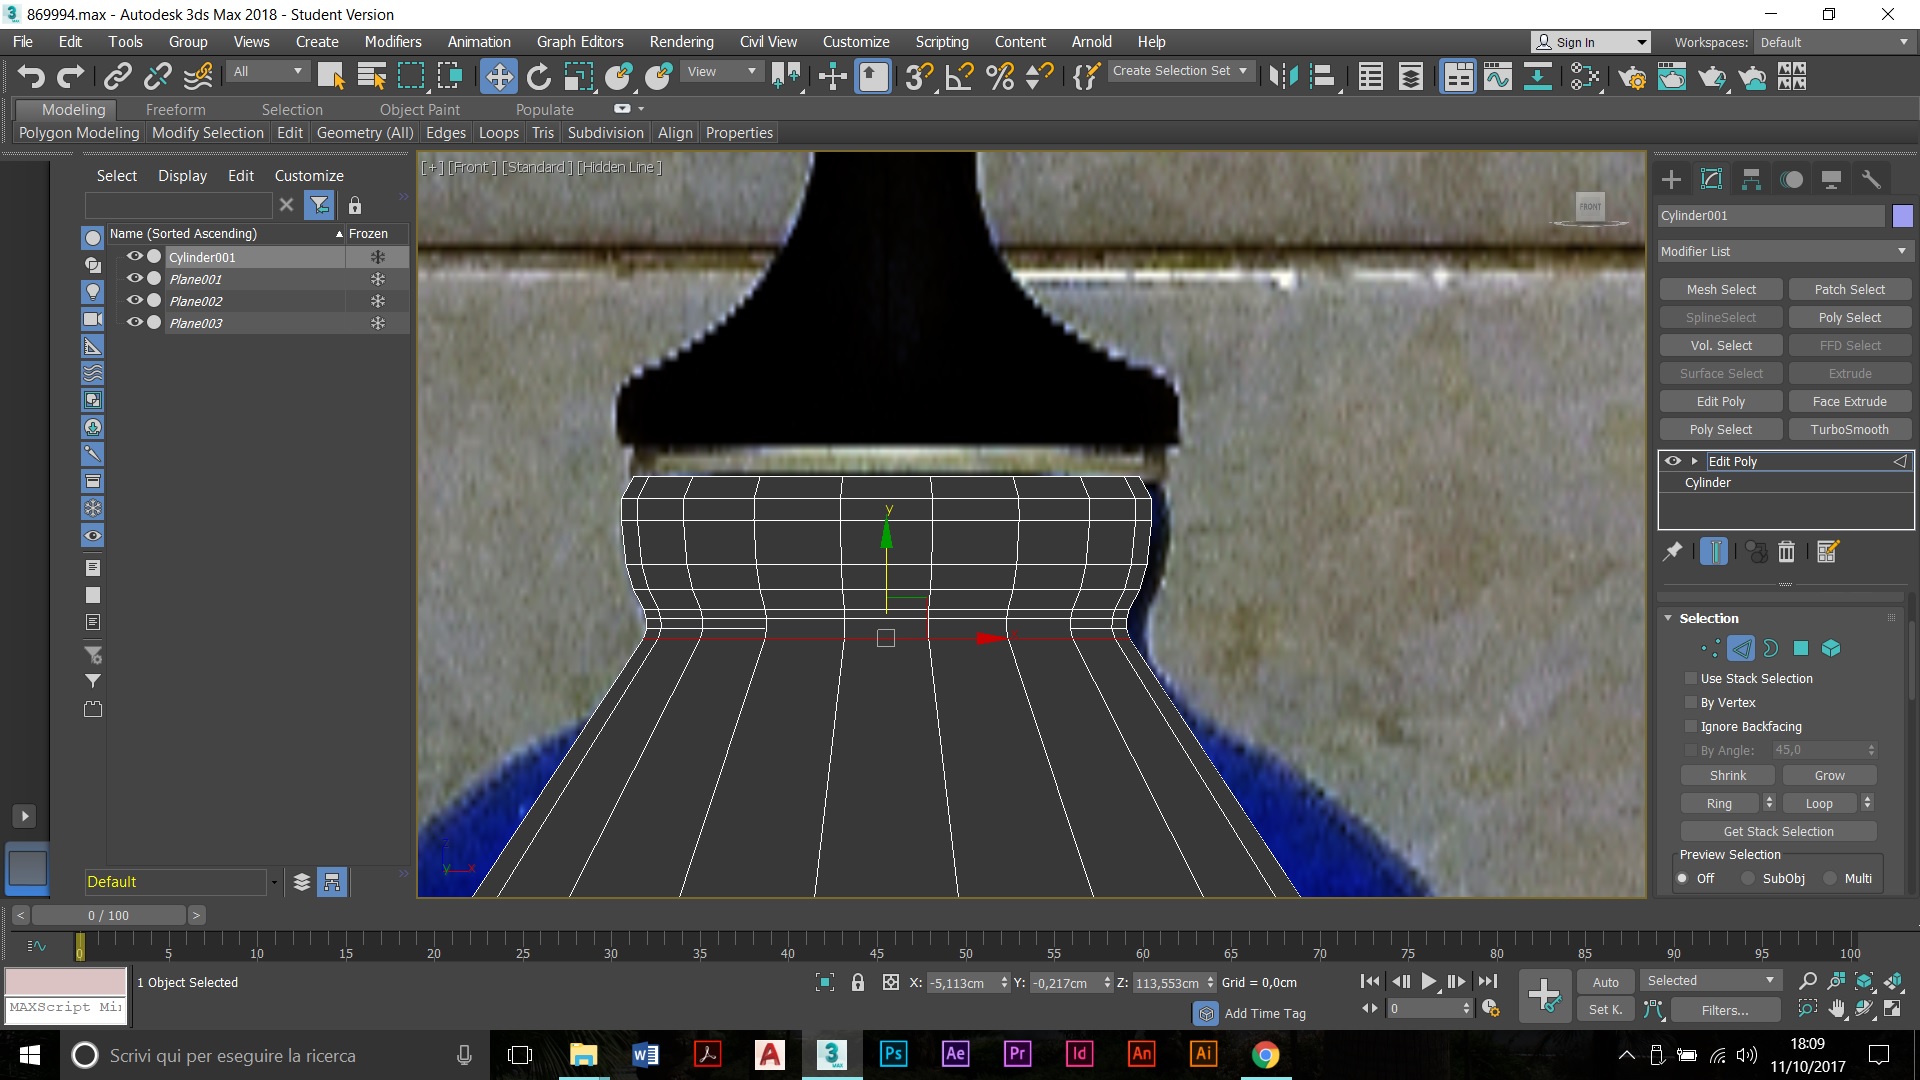 869994.max - Autodesk 3ds Max 2018 - Student Version
File Edit Tools Group Views Create Modifiers Animation Graph Editors Rendering Civil View Customize Scripting Content Arnold Help
Sign In Workspaces: Default
All View Create Selection Set
Modeling Freeform Selection Object Paint Populate
Polygon Modeling Modify Selection Edit Geometry (All) Edges Loops Tris Subdivision Align Properties
Select Display Edit Customize
Name (Sorted Ascending) Frozen
Cylinder001
Plane001
Plane002
Plane003
Default
[+] [Front] [Standard] [Hidden Line]
FRONT
y
x
z
y x
Cylinder001
Modifier List
Mesh Select Patch Select
SplineSelect Poly Select
Vol. Select FFD Select
Surface Select Extrude
Edit Poly Face Extrude
Poly Select TurboSmooth
Edit Poly
Cylinder
Selection
Use Stack Selection
By Vertex
Ignore Backfacing
By Angle: 45,0
Shrink Grow
Ring Loop
Get Stack Selection
Preview Selection
Off SubObj Multi
< 0 / 100 >
0 5 10 15 20 25 30 35 40 45 50 55 60 65 70 75 80 85 90 95 100
1 Object Selected X: -5,113cm Y: -0,217cm Z: 113,553cm Grid = 0,0cm Auto Selected
MAXScript Mi
Add Time Tag 0 Set K. Filters...
Scrivi qui per eseguire la ricerca
Ps Ae Pr Id An Ai
18:09
11/10/2017